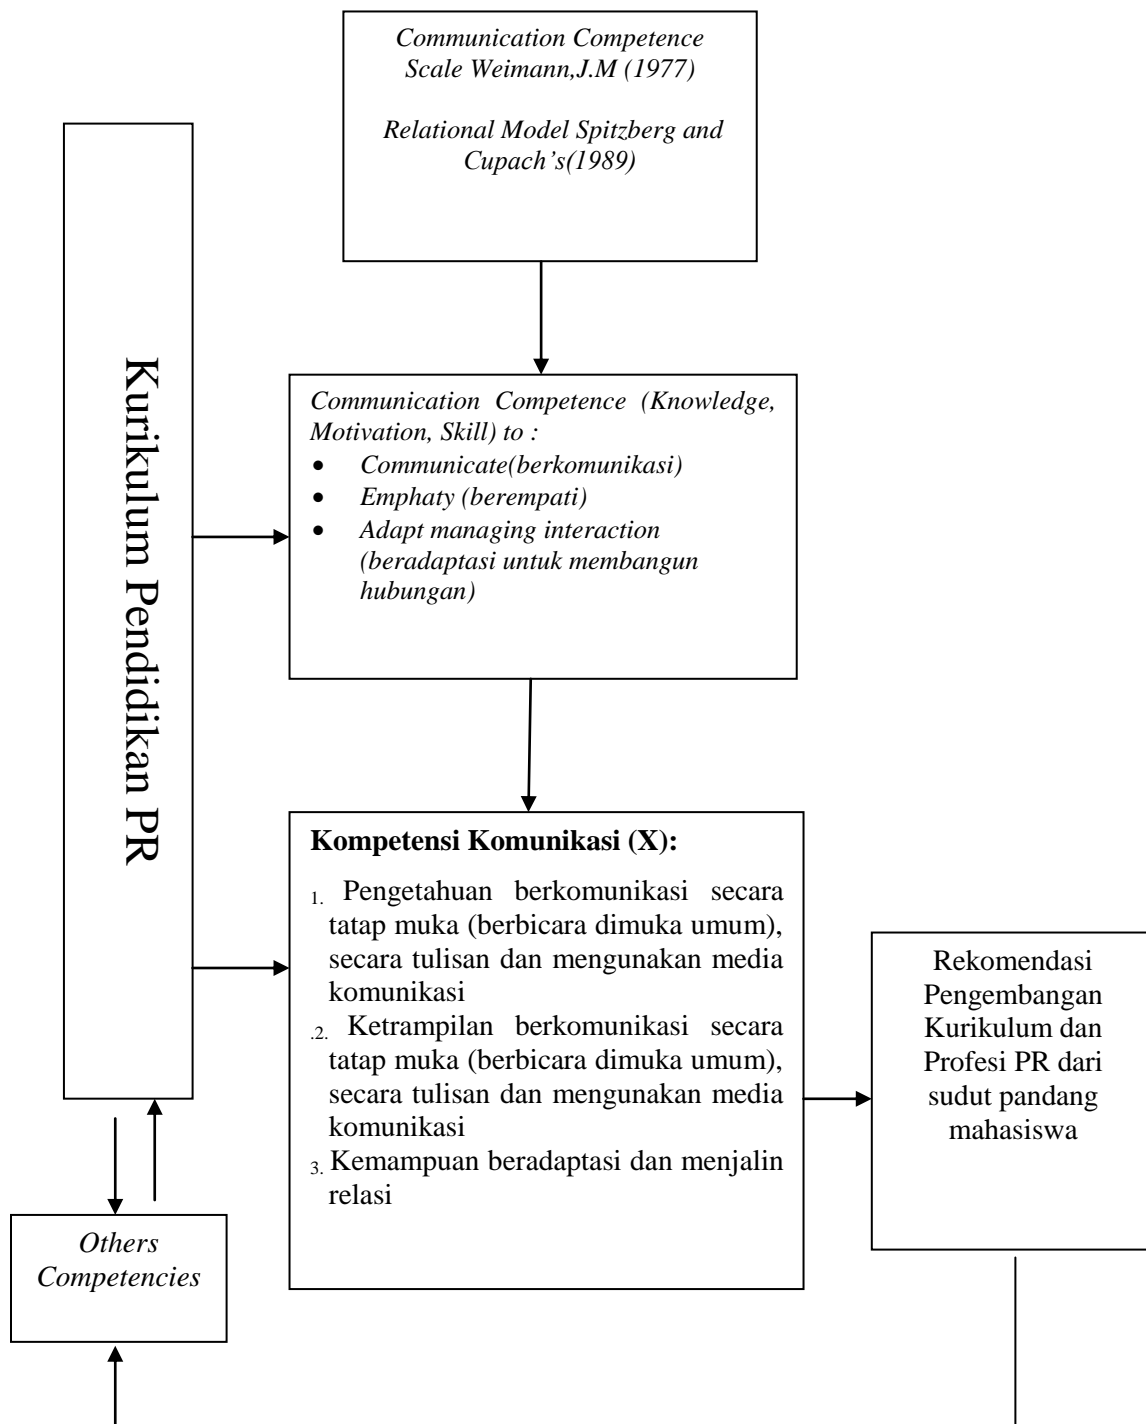 Communication Competence
Scale Weimann,J.M (1977)
Relational Model Spitzberg and
Cupach’s(1989)
Kurikulum Pendidikan PR
Communication Competence (Knowledge,
Motivation, Skill) to :
• Communicate(berkomunikasi)
• Emphaty (berempati)
• Adapt managing interaction
(beradaptasi untuk membangun
hubungan)
Kompetensi Komunikasi (X):
1. Pengetahuan berkomunikasi secara
tatap muka (berbicara dimuka umum),
secara tulisan dan mengunakan media
komunikasi
.2. Ketrampilan berkomunikasi secara
tatap muka (berbicara dimuka umum),
secara tulisan dan mengunakan media
komunikasi
3. Kemampuan beradaptasi dan menjalin
relasi
Rekomendasi
Pengembangan
Kurikulum dan
Profesi PR dari
sudut pandang
mahasiswa
Others
Competencies